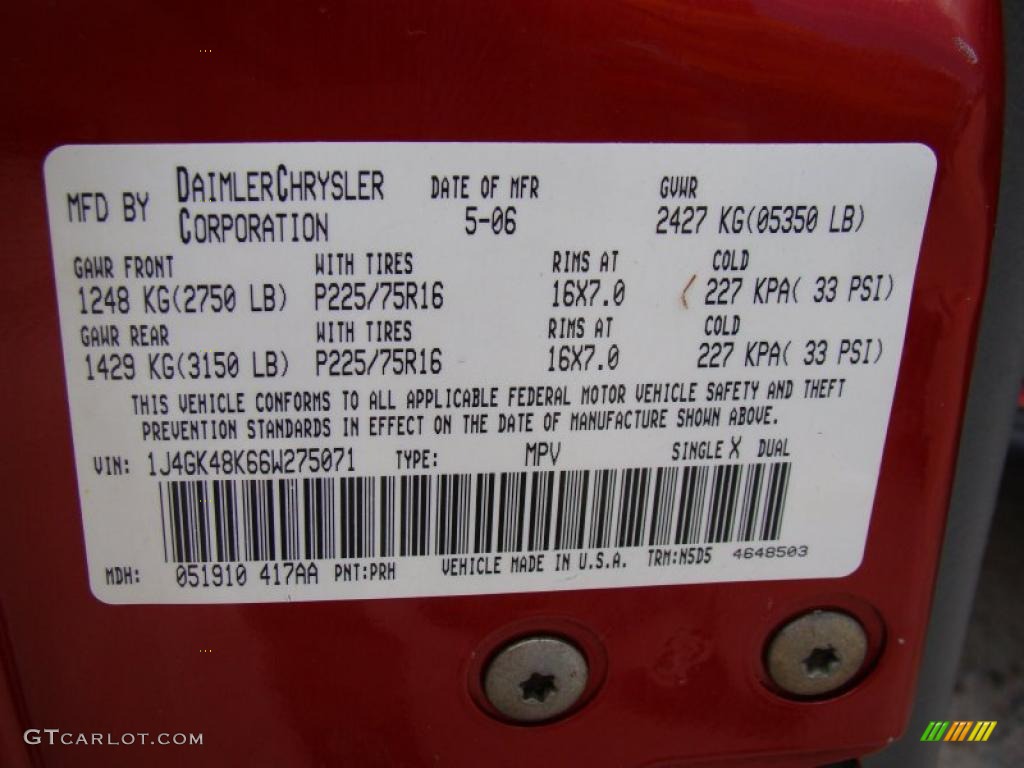 MFD BY DAIMLERCHRYSLER CORPORATION DATE OF MFR 5-06 GVWR 2427 KG(05350 LB)
GAWR FRONT WITH TIRES RIMS AT COLD
1248 KG(2750 LB) P225/75R16 16X7.0 227 KPA( 33 PSI)
GAWR REAR WITH TIRES RIMS AT COLD
1429 KG(3150 LB) P225/75R16 16X7.0 227 KPA( 33 PSI)
THIS VEHICLE CONFORMS TO ALL APPLICABLE FEDERAL MOTOR VEHICLE SAFETY AND THEFT
PREVENTION STANDARDS IN EFFECT ON THE DATE OF MANUFACTURE SHOWN ABOVE.
VIN: 1J4GK48K66W275071 TYPE: MPV SINGLE X DUAL
MDH: 051910 417AA PNT:PRH VEHICLE MADE IN U.S.A. TRM:N5D5 4648503
GTCARLOT.COM